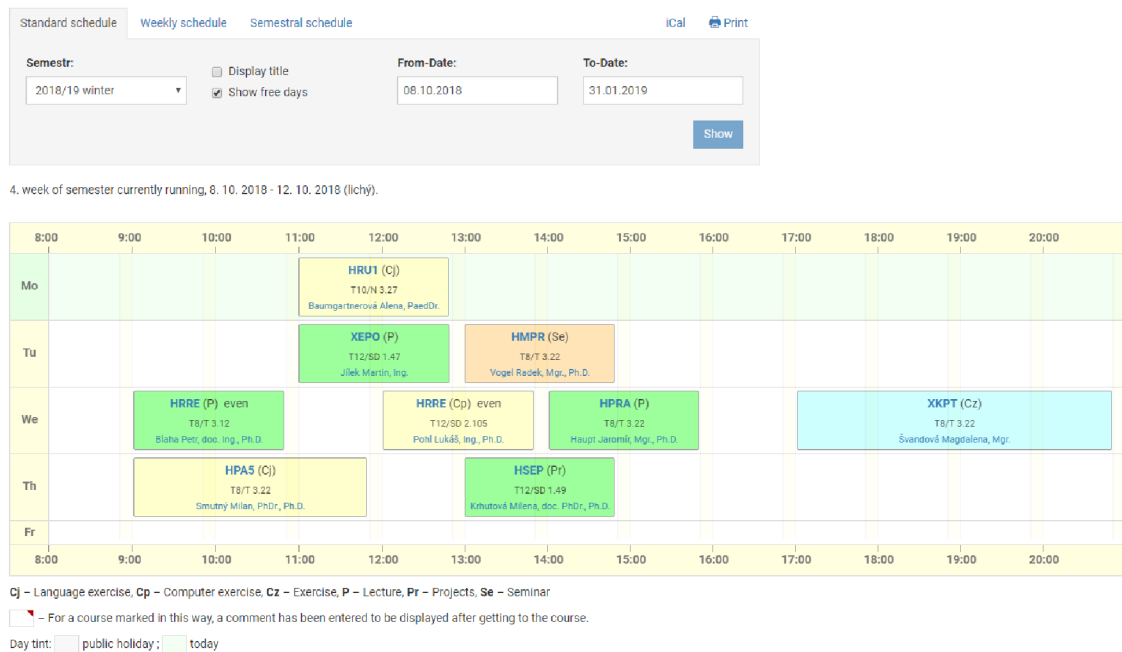 Standard schedule Weekly schedule Semestral schedule iCal Print
Semestr: From-Date: To-Date:
Display title
2018/19 winter 08.10.2018 31.01.2019
Show free days
Show
4. week of semester currently running, 8. 10. 2018 - 12. 10. 2018 (lichý).
8:00 9:00 10:00 11:00 12:00 13:00 14:00 15:00 16:00 17:00 18:00 19:00 20:00
Mo
HRU1 (Cj)
T10/N 3.27
Baumgartnerová Alena, PaedDr.
Tu
XEPO (P) HMPR (Se)
T12/SD 1.47 T8/T 3.22
Jílek Martin, Ing. Vogel Radek, Mgr., Ph.D.
We
HRRE (P) even HRRE (Cp) even HPRA (P) XKPT (Cz)
T8/T 3.12 T12/SD 2.105 T8/T 3.22 T8/T 3.22
Blaha Petr, doc. Ing., Ph.D. Pohl Lukáš, Ing., Ph.D. Haupt Jaromír, Mgr., Ph.D. Švandová Magdalena, Mgr.
Th
HPA5 (Cj) HSEP (Pr)
T8/T 3.22 T12/SD 1.49
Smutný Milan, PhDr., Ph.D. Krhutová Milena, doc. PhDr., Ph.D.
Fr
8:00 9:00 10:00 11:00 12:00 13:00 14:00 15:00 16:00 17:00 18:00 19:00 20:00
Cj – Language exercise, Cp – Computer exercise, Cz – Exercise, P – Lecture, Pr – Projects, Se – Seminar
– For a course marked in this way, a comment has been entered to be displayed after getting to the course.
Day tint: public holiday ; today